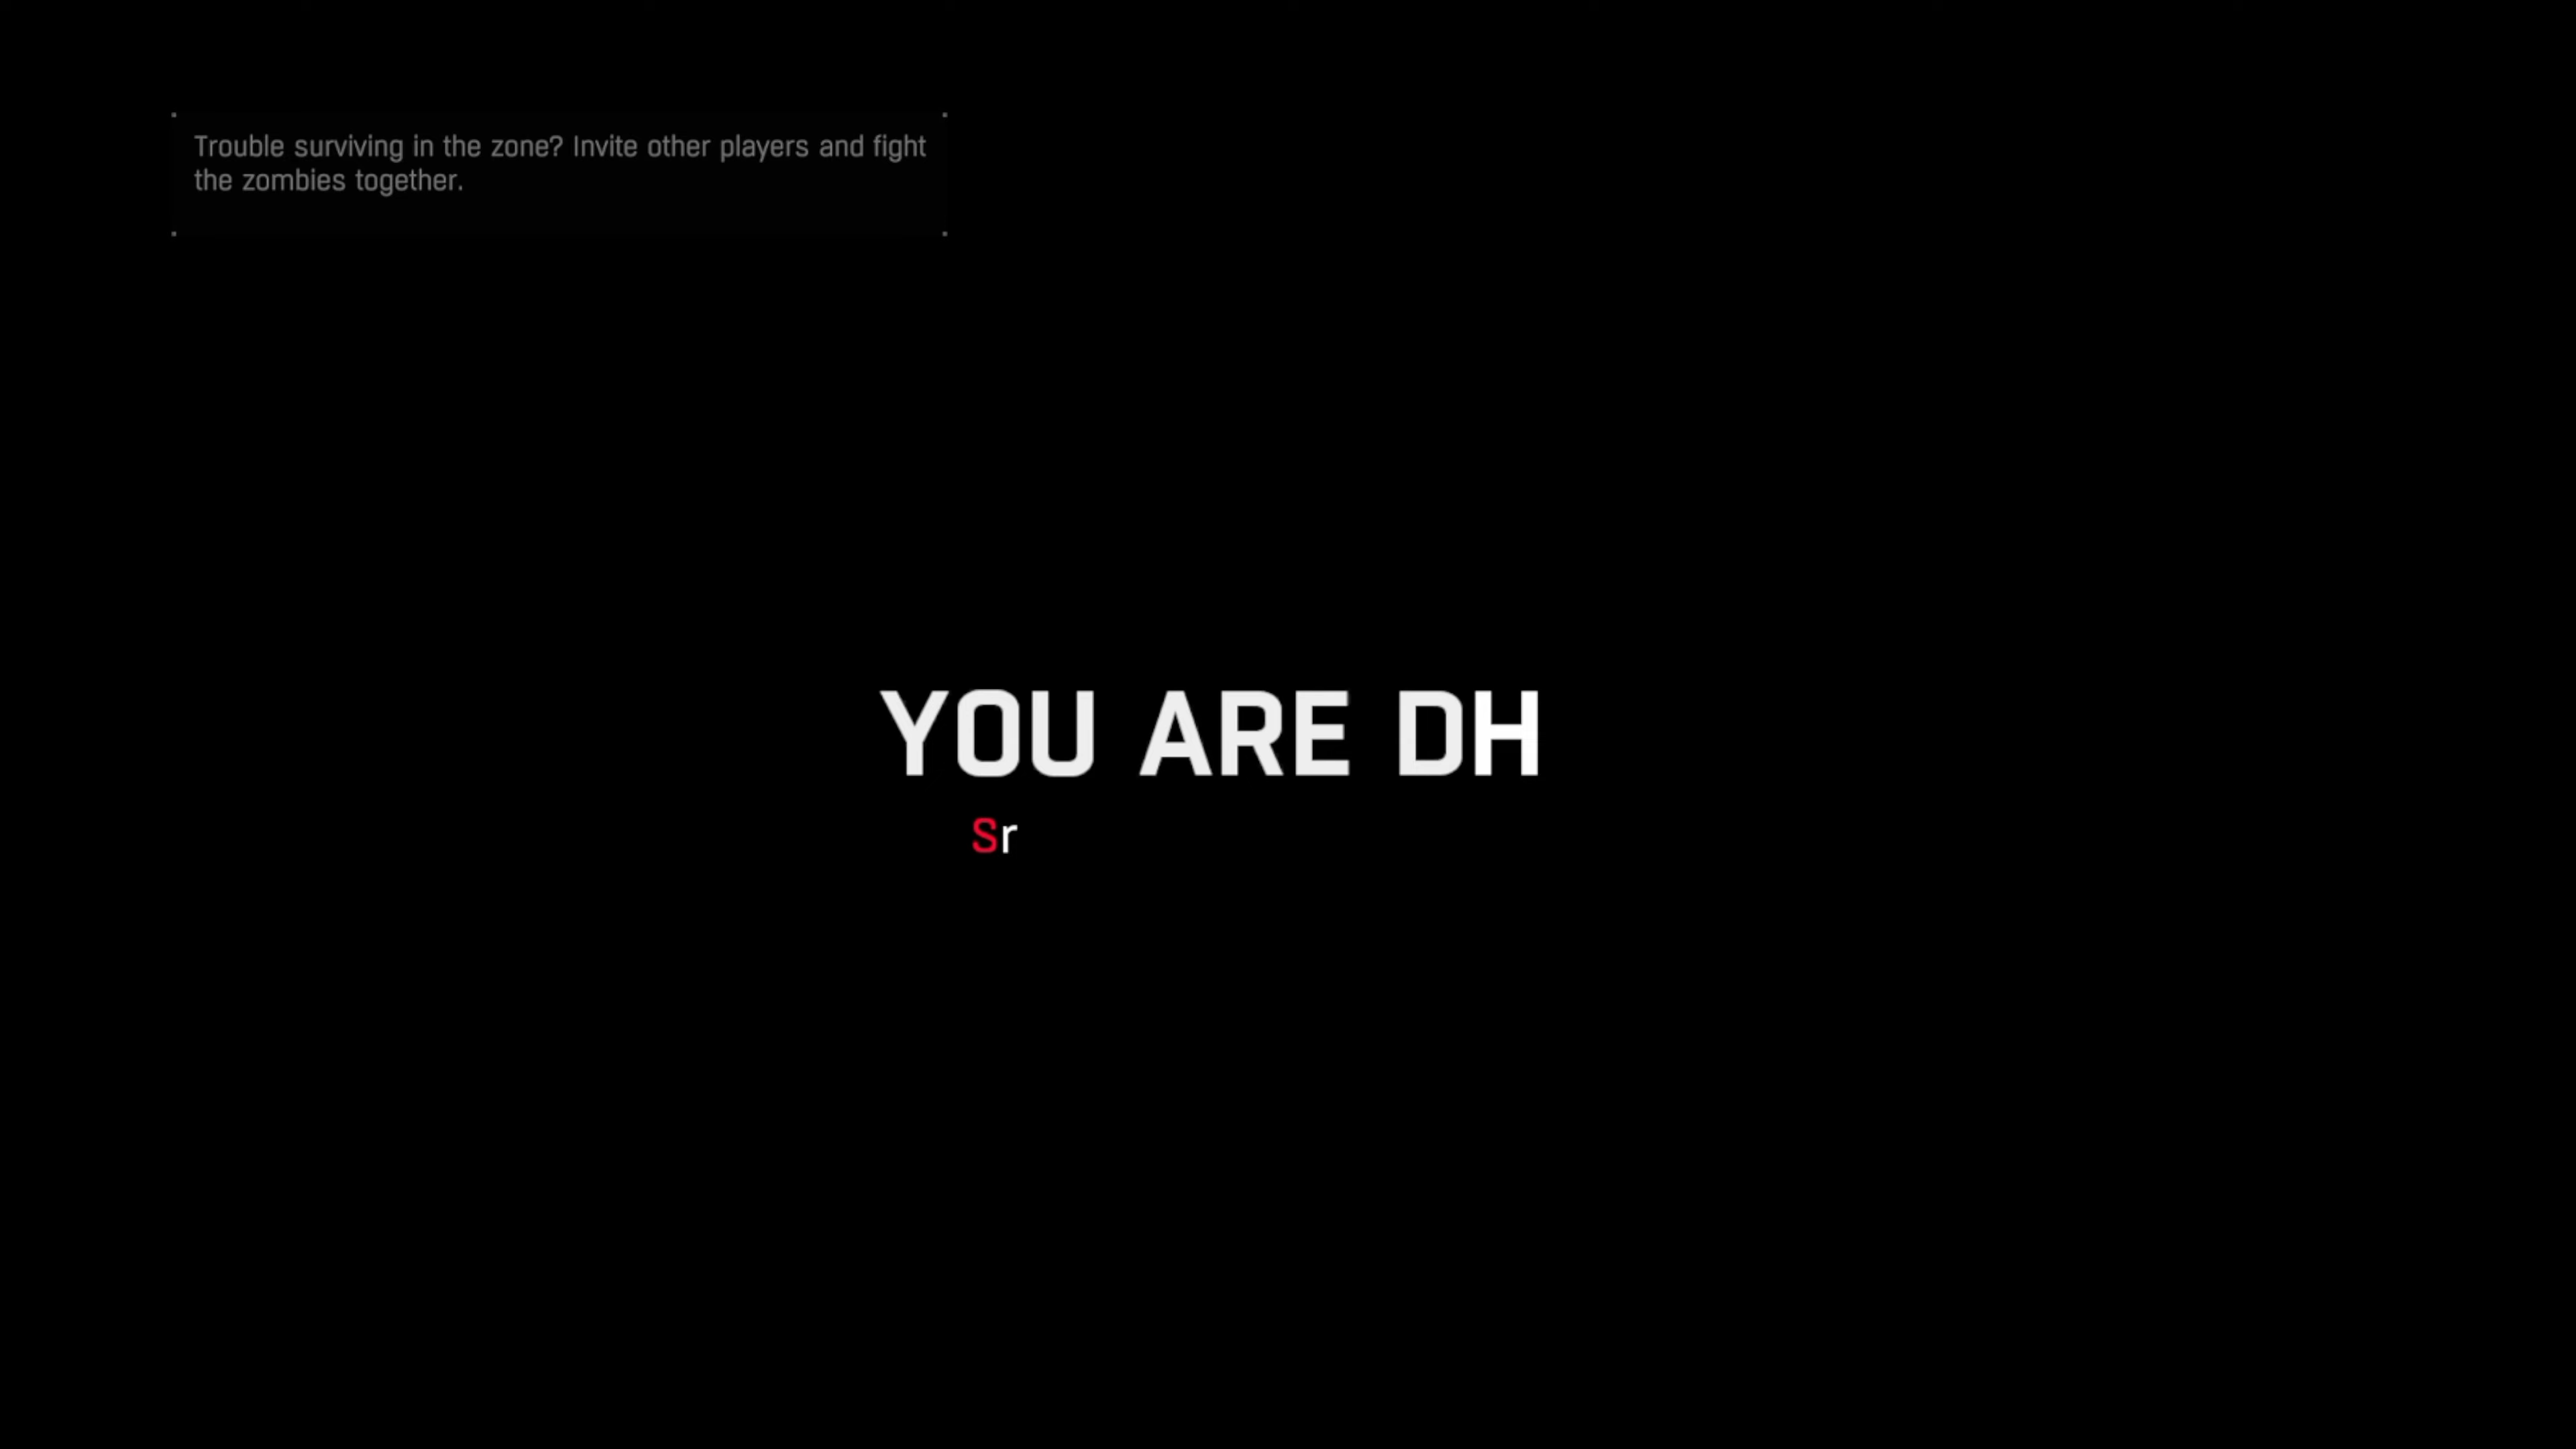 Trouble surviving in the zone? Invite other players and fight
the zombies together.
YOU ARE DH
Sr